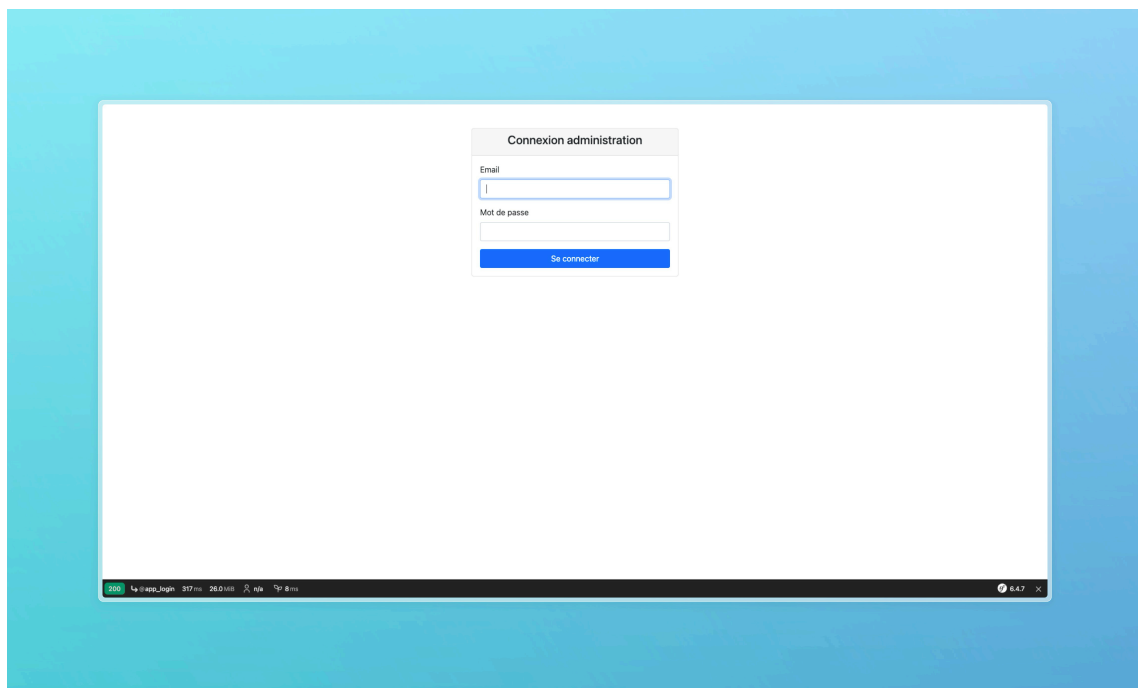 Connexion administration
Email
Mot de passe
Se connecter
200 @app_login 317 ms 26.0 MiB n/a 8 ms 6.4.7